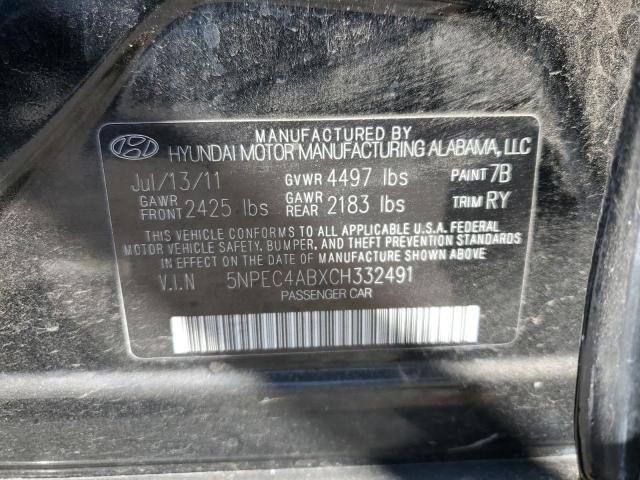 MANUFACTURED BY
HYUNDAI MOTOR MANUFACTURING ALABAMA, LLC
Jul/13/11 GVWR 4497 lbs PAINT 7B
GAWR FRONT 2425 lbs GAWR REAR 2183 lbs TRIM RY
THIS VEHICLE CONFORMS TO ALL APPLICABLE U.S.A. FEDERAL
MOTOR VEHICLE SAFETY, BUMPER, AND THEFT PREVENTION STANDARDS
IN EFFECT ON THE DATE OF MANUFACTURE SHOWN ABOVE.
V.I.N 5NPEC4ABXCH332491
PASSENGER CAR